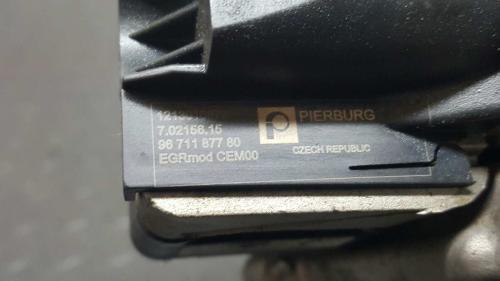 7.02156.15
96 711 877 80
EGRmod CEM00
PIERBURG
CZECH REPUBLIC